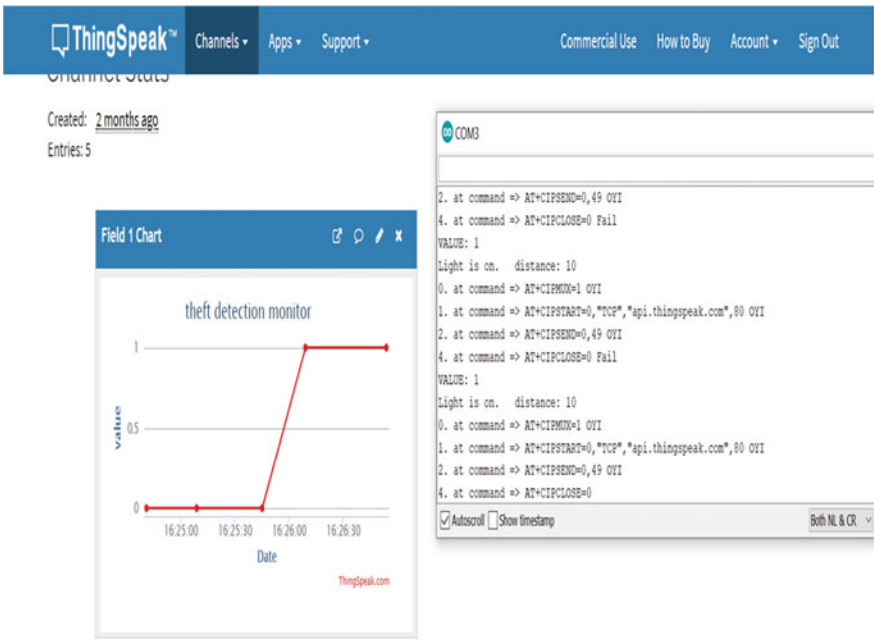 ThingSpeak™ Channels Apps Support Commercial Use How to Buy Account Sign Out
Channel Stats
Created: 2 months ago
Entries: 5
Field 1 Chart
theft detection monitor
1
0.5
0
value
16:25:00 16:25:30 16:26:00 16:26:30
Date
ThingSpeak.com
COM3
2. at command => AT+CIPSEND=0,49 OYI
4. at command => AT+CIPCLOSE=0 Fail
VALUE: 1
Light is on. distance: 10
0. at command => AT+CIPMUX=1 OYI
1. at command => AT+CIPSTART=0,"TCP","api.thingspeak.com",80 OYI
2. at command => AT+CIPSEND=0,49 OYI
4. at command => AT+CIPCLOSE=0 Fail
VALUE: 1
Light is on. distance: 10
0. at command => AT+CIPMUX=1 OYI
1. at command => AT+CIPSTART=0,"TCP","api.thingspeak.com",80 OYI
2. at command => AT+CIPSEND=0,49 OYI
4. at command => AT+CIPCLOSE=0
Autoscroll Show timestamp Both NL & CR